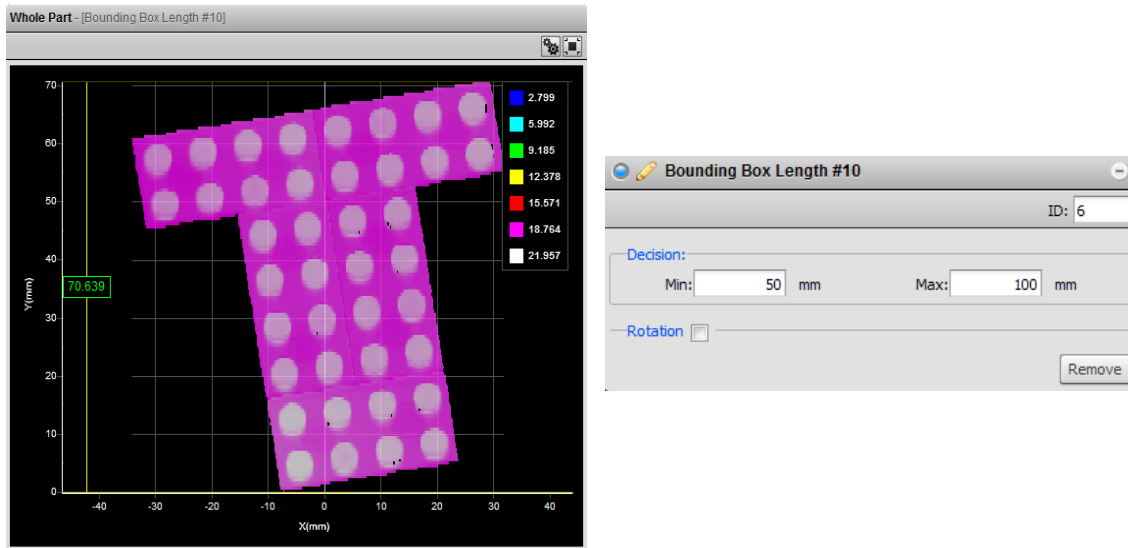 Whole Part - [Bounding Box Length #10]
70
60
50
40
30
20
10
0
Y(mm)
70.639
2.799
5.992
9.185
12.378
15.571
18.764
21.957
-40 -30 -20 -10 0 10 20 30 40
X(mm)
Bounding Box Length #10
ID: 6
Decision:
Min: 50 mm Max: 100 mm
Rotation
Remove